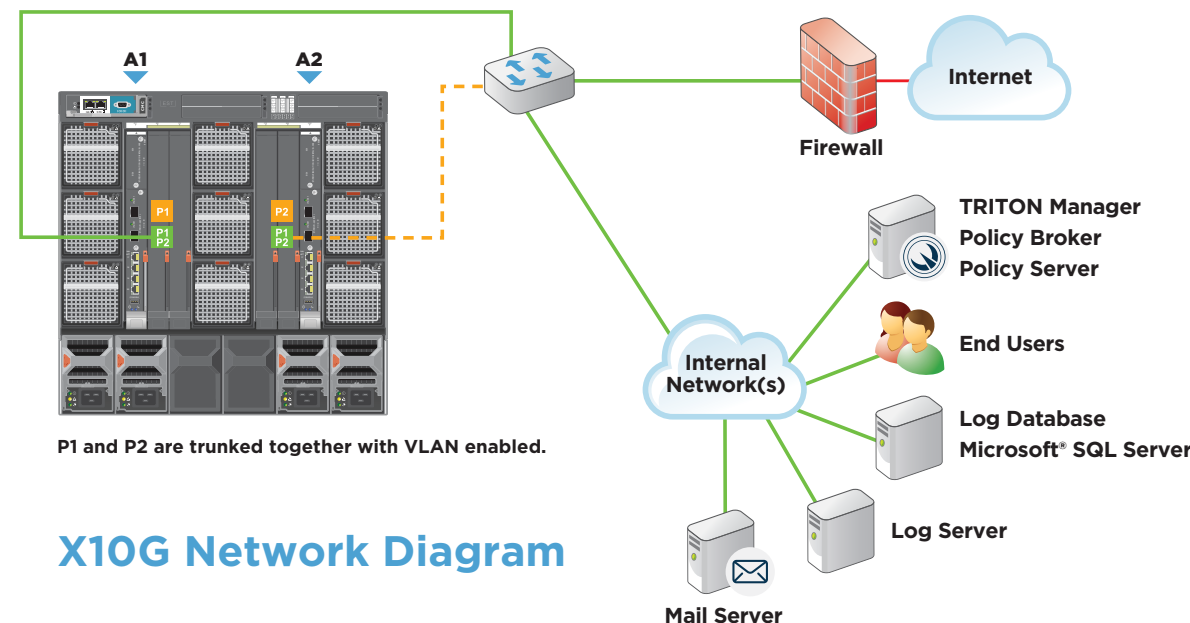 A1
A2
Internet
Firewall
P1
P2
P1
P2
P1
P2
TRITON Manager
Policy Broker
Policy Server
End Users
Internal
Network(s)
Log Database
Microsoft® SQL Server
P1 and P2 are trunked together with VLAN enabled.
Log Server
X10G Network Diagram
Mail Server